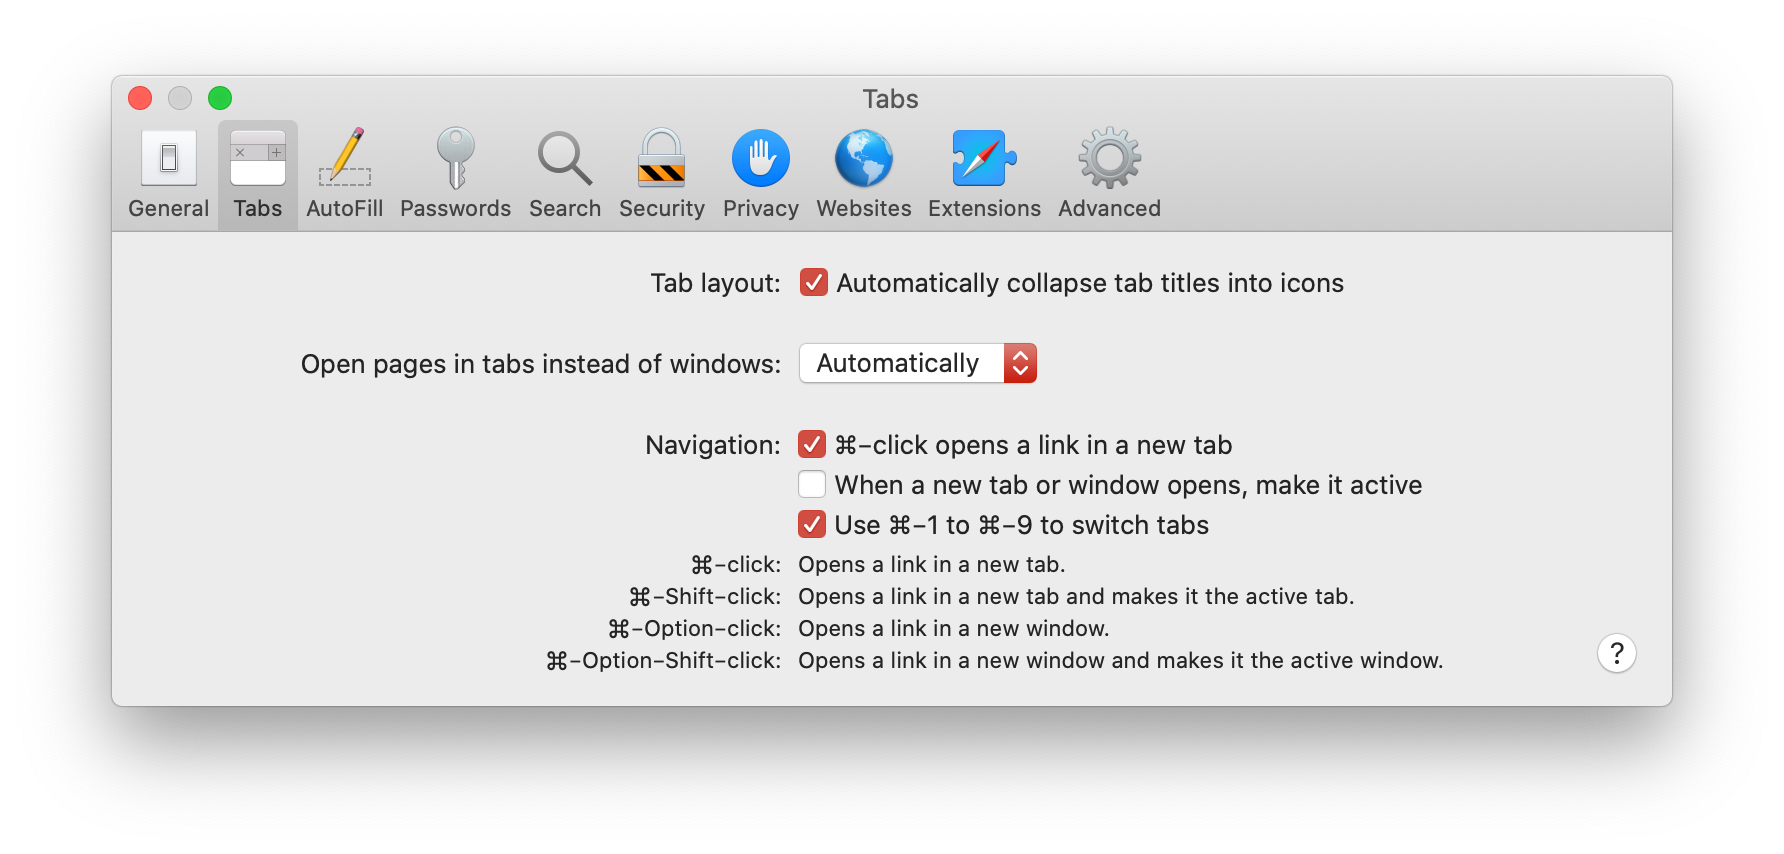 Tabs
General Tabs AutoFill Passwords Search Security Privacy Websites Extensions Advanced
Tab layout: Automatically collapse tab titles into icons
Open pages in tabs instead of windows: Automatically
Navigation: ⌘-click opens a link in a new tab
When a new tab or window opens, make it active
Use ⌘-1 to ⌘-9 to switch tabs
⌘-click: Opens a link in a new tab.
⌘-Shift-click: Opens a link in a new tab and makes it the active tab.
⌘-Option-click: Opens a link in a new window.
⌘-Option-Shift-click: Opens a link in a new window and makes it the active window.
?